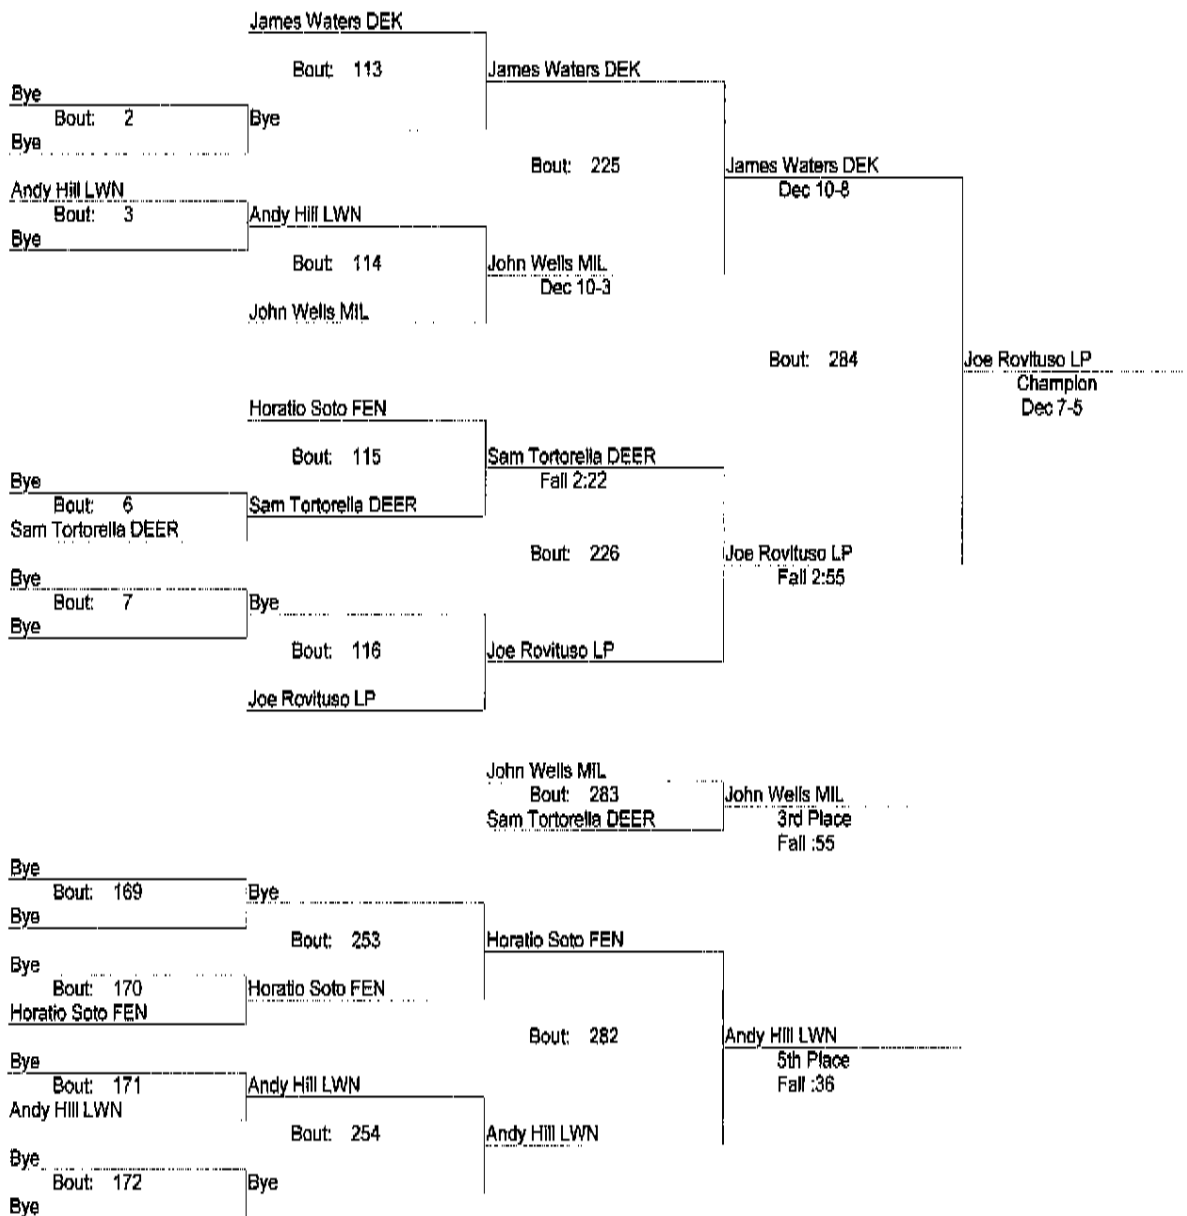 James Waters DEK
Bout: 113
James Waters DEK
Bye
Bout: 2
Bye
Bye
Bout: 225
James Waters DEK
Dec 10-8
Andy Hill LWN
Bout: 3
Andy Hill LWN
Bye
Bout: 114
John Wells MIL
Dec 10-3
John Wells MIL
Bout: 284
Joe Rovituso LP
Champion
Dec 7-5
Horatio Soto FEN
Bout: 115
Sam Tortorella DEER
Fall 2:22
Bye
Bout: 6
Sam Tortorella DEER
Sam Tortorella DEER
Bout: 226
Joe Rovituso LP
Fall 2:55
Bye
Bout: 7
Bye
Bye
Bout: 116
Joe Rovituso LP
Joe Rovituso LP
John Wells MIL
Bout: 283
John Wells MIL
Sam Tortorella DEER
3rd Place
Fall :55
Bye
Bout: 169
Bye
Bye
Bout: 253
Horatio Soto FEN
Bye
Bout: 170
Horatio Soto FEN
Horatio Soto FEN
Bout: 282
Andy Hill LWN
5th Place
Fall :36
Bye
Bout: 171
Andy Hill LWN
Andy Hill LWN
Bout: 254
Andy Hill LWN
Bye
Bout: 172
Bye
Bye